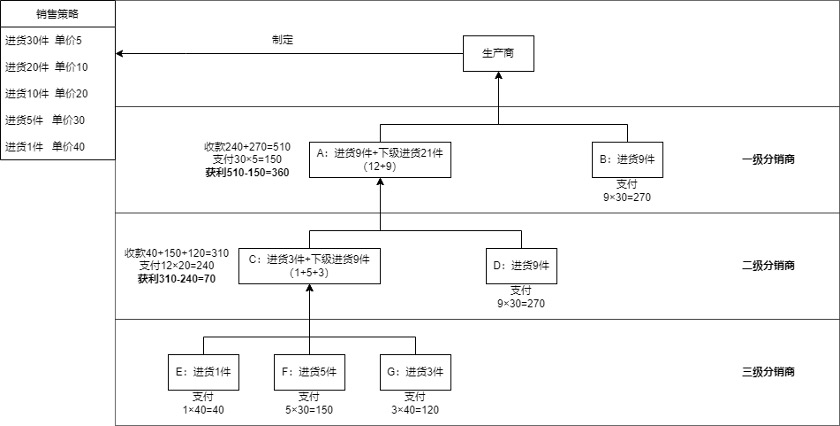 销售策略
进货30件 单价5
进货20件 单价10
进货10件 单价20
进货5件 单价30
进货1件 单价40
制定
生产商
收款240+270=510
支付30×5=150
获利510-150=360
A：进货9件+下级进货21件
（12+9）
B：进货9件
支付
9×30=270
一级分销商
收款40+150+120=310
支付12×20=240
获利310-240=70
C：进货3件+下级进货9件
（1+5+3）
D：进货9件
支付
9×30=270
二级分销商
E：进货1件
支付
1×40=40
F：进货5件
支付
5×30=150
G：进货3件
支付
3×40=120
三级分销商